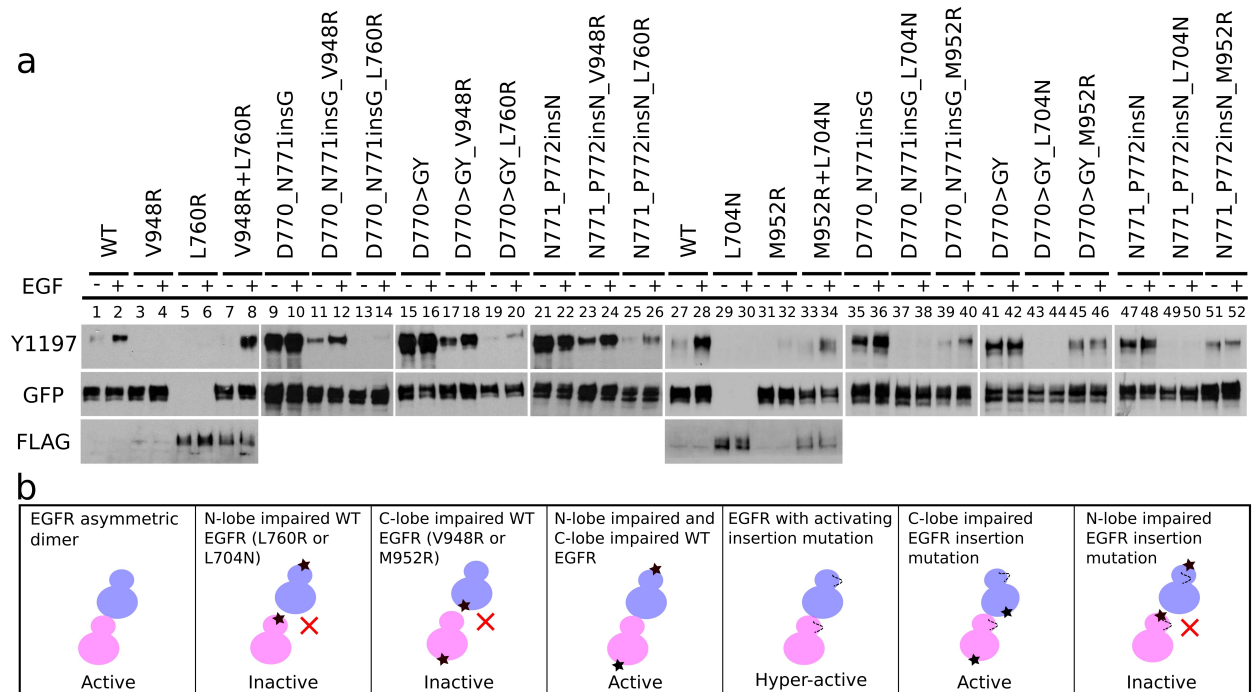 a
WT
V948R
L760R
V948R+L760R
D770_N771insG
D770_N771insG_V948R
D770_N771insG_L760R
D770>GY
D770>GY_V948R
D770>GY_L760R
N771_P772insN
N771_P772insN_V948R
N771_P772insN_L760R
WT
L704N
M952R
M952R+L704N
D770_N771insG
D770_N771insG_L704N
D770_N771insG_M952R
D770>GY
D770>GY_L704N
D770>GY_M952R
N771_P772insN
N771_P772insN_L704N
N771_P772insN_M952R
EGF - + - + - + - + - + - + - + - + - + - + - + - + - + - + - + - + - + - + - + - + - + - + - + - + - + - +
1 2 3 4 5 6 7 8 9 10 11 12 13 14 15 16 17 18 19 20 21 22 23 24 25 26 27 28 29 30 31 32 33 34 35 36 37 38 39 40 41 42 43 44 45 46 47 48 49 50 51 52
Y1197
GFP
FLAG
b
EGFR asymmetric
dimer
Active
N-lobe impaired WT
EGFR (L760R or
L704N)
Inactive
C-lobe impaired WT
EGFR (V948R or
M952R)
Inactive
N-lobe impaired and
C-lobe impaired WT
EGFR
Active
EGFR with activating
insertion mutation
Hyper-active
C-lobe impaired
EGFR insertion
mutation
Active
N-lobe impaired
EGFR insertion
mutation
Inactive